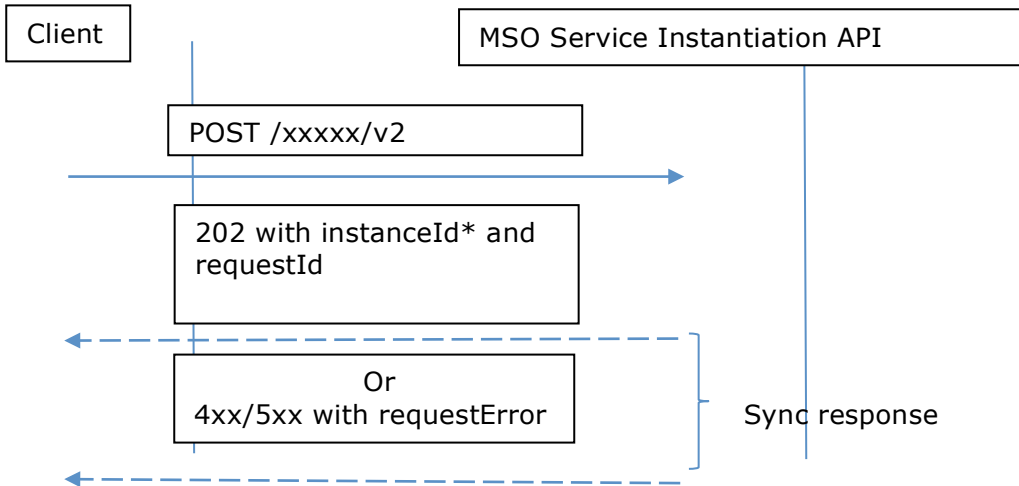 Client
MSO Service Instantiation API
POST /xxxxx/v2
202 with instanceId* and
requestId
Or
4xx/5xx with requestError
Sync response